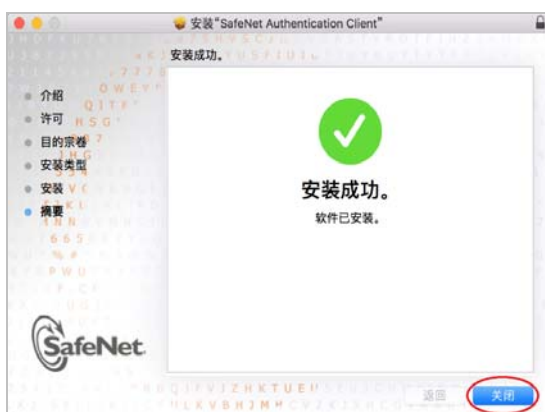 安装“SafeNet Authentication Client”
安装成功。
介绍
许可
目的宗卷
安装类型
安装
摘要
安装成功。
软件已安装。
SafeNet.
返回
关闭